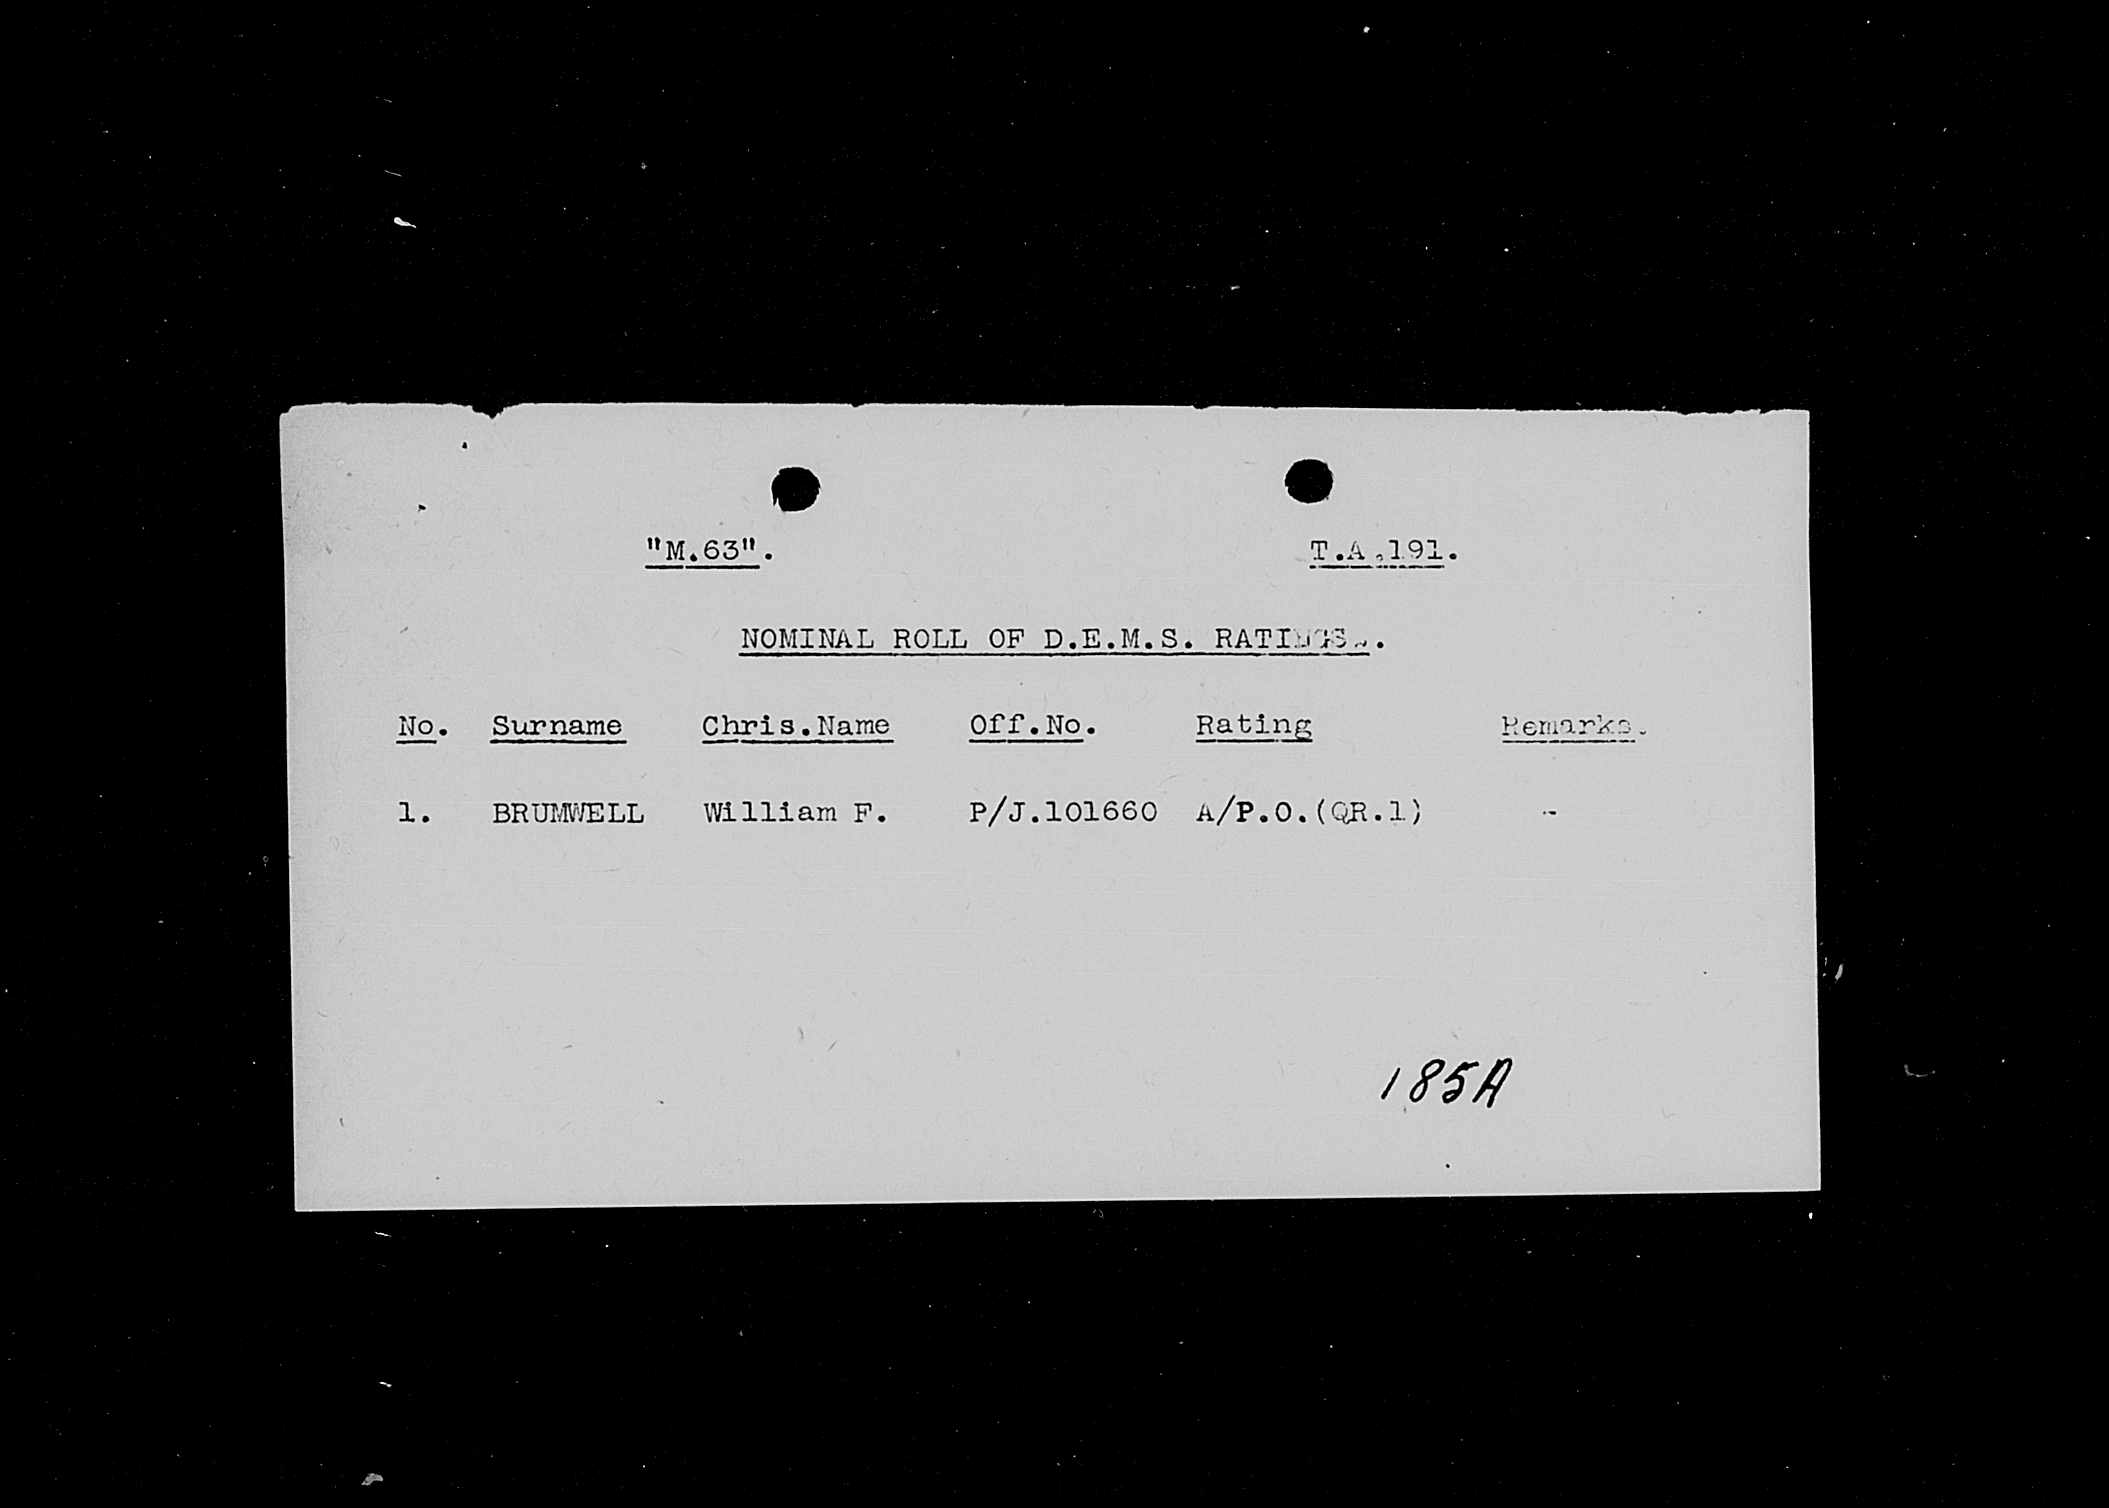 "M.63". T.A.191.
NOMINAL ROLL OF D.E.M.S. RATINGS.
No. Surname Chris.Name Off.No. Rating Remarks.
1. BRUMWELL William F. P/J.101660 A/P.O.(QR.1) -
185A